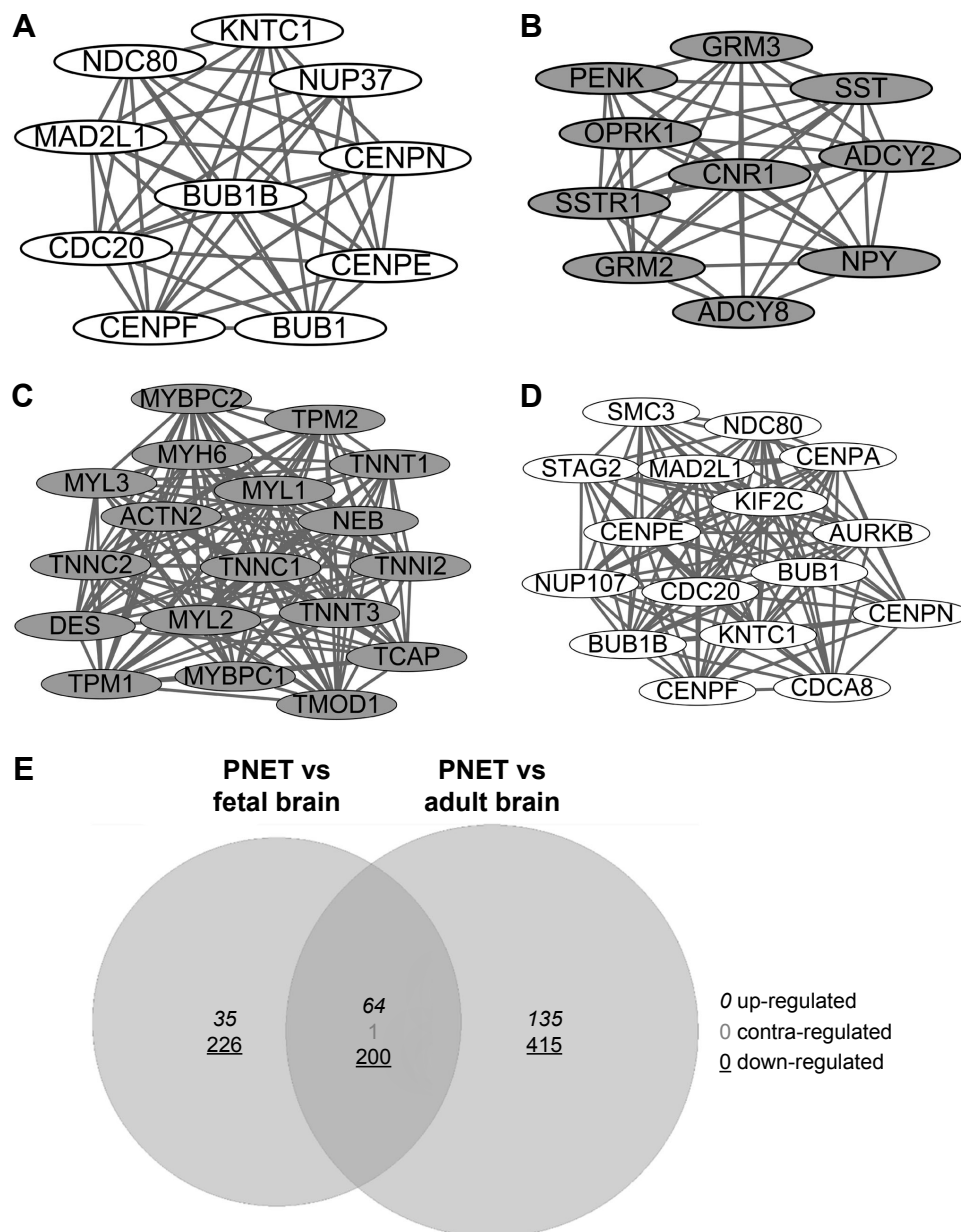 A
KNTC1
NDC80
NUP37
MAD2L1
CENPN
BUB1B
CDC20
CENPE
CENPF
BUB1
B
GRM3
PENK
SST
OPRK1
ADCY2
CNR1
SSTR1
GRM2
NPY
ADCY8
C
MYBPC2
TPM2
MYH6
TNNT1
MYL3
MYL1
ACTN2
NEB
TNNC2
TNNC1
TNNI2
DES
MYL2
TNNT3
TCAP
TPM1
MYBPC1
TMOD1
D
SMC3
NDC80
STAG2
MAD2L1
CENPA
KIF2C
CENPE
AURKB
NUP107
CDC20
BUB1
CENPN
BUB1B
KNTC1
CENPF
CDCA8
E
PNET vs
fetal brain
PNET vs
adult brain
35
226
64
1
200
135
415
0 up-regulated
0 contra-regulated
0 down-regulated